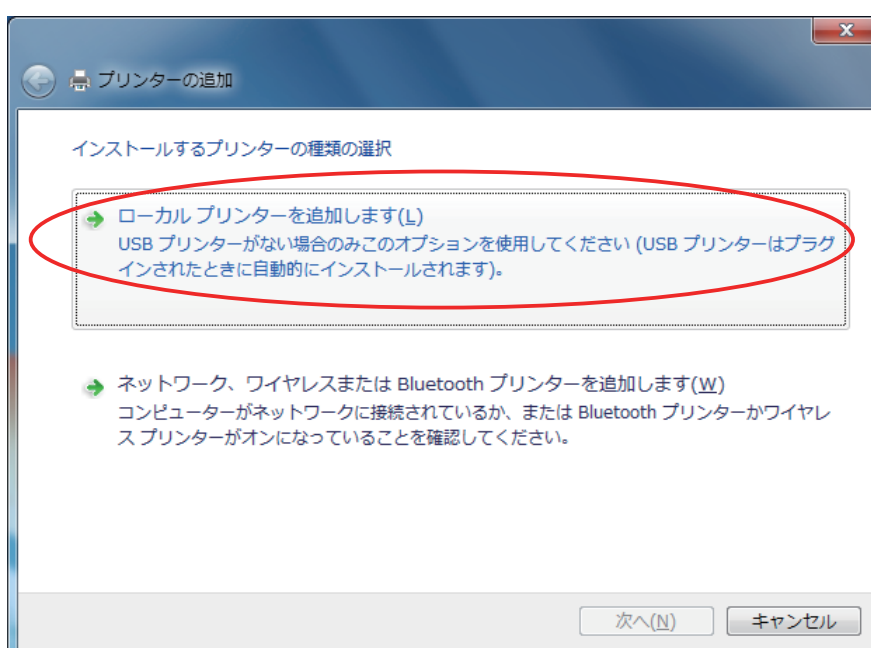 プリンターの追加
インストールするプリンターの種類の選択
ローカル プリンターを追加します(L)
USB プリンターがない場合のみこのオプションを使用してください (USB プリンターはプラグ
インされたときに自動的にインストールされます)。
ネットワーク、ワイヤレスまたは Bluetooth プリンターを追加します(W)
コンピューターがネットワークに接続されているか、または Bluetooth プリンターかワイヤレ
ス プリンターがオンになっていることを確認してください。
次へ(N) キャンセル